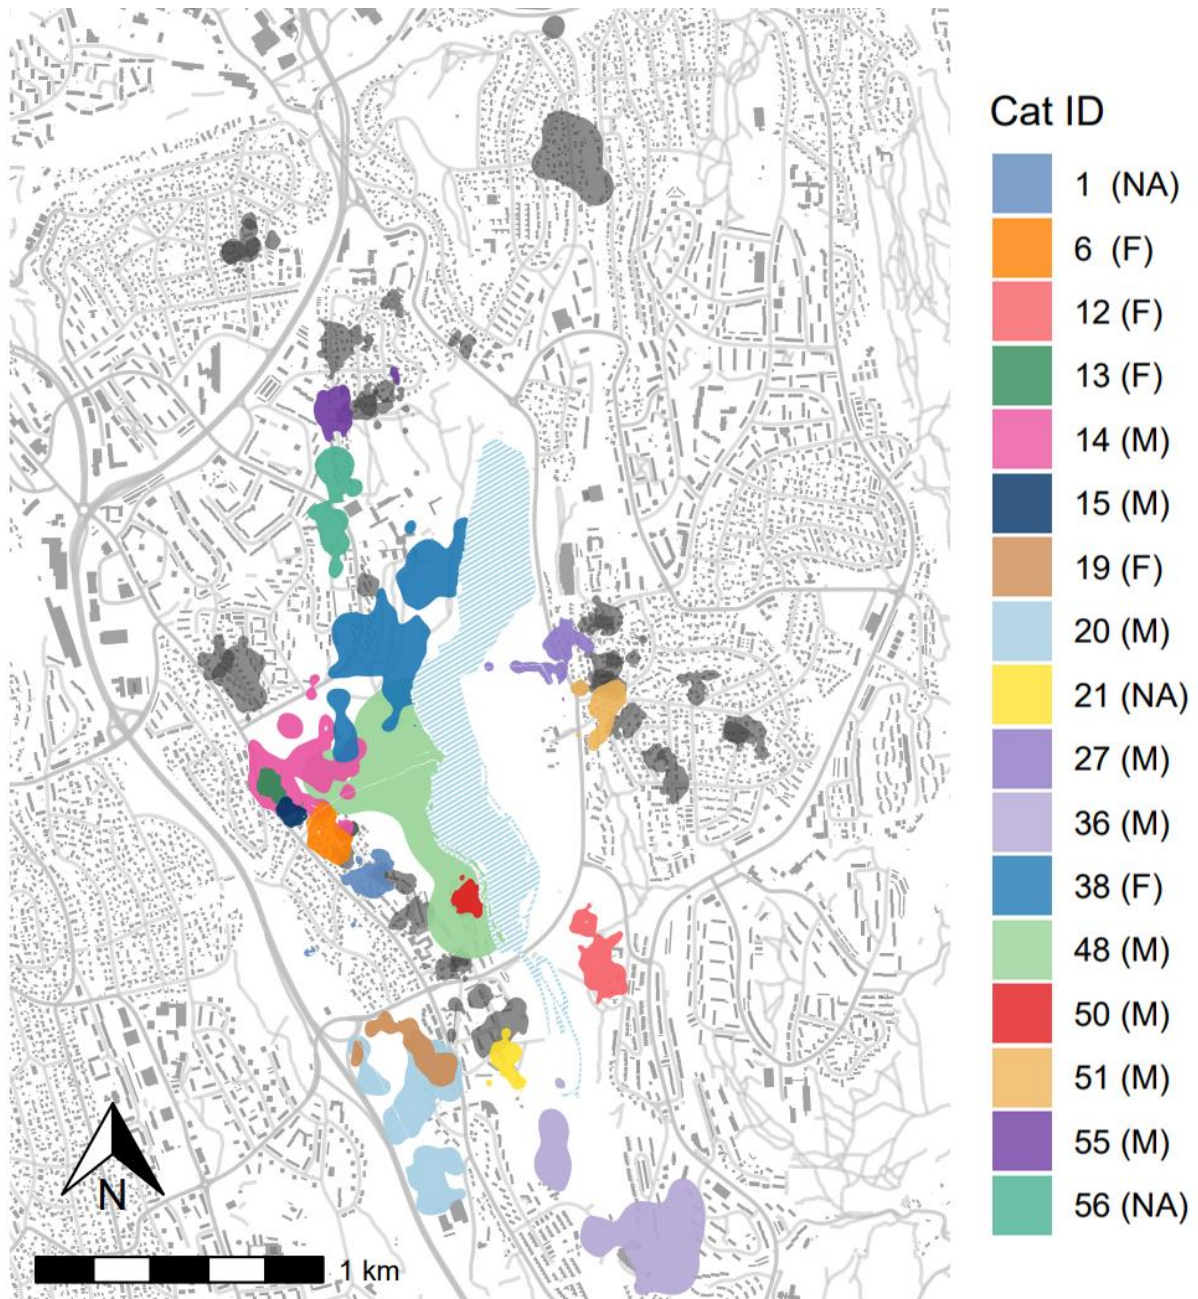 Cat ID
1 (NA)
6 (F)
12 (F)
13 (F)
14 (M)
15 (M)
19 (F)
20 (M)
21 (NA)
27 (M)
36 (M)
38 (F)
48 (M)
50 (M)
51 (M)
55 (M)
56 (NA)
N
1 km